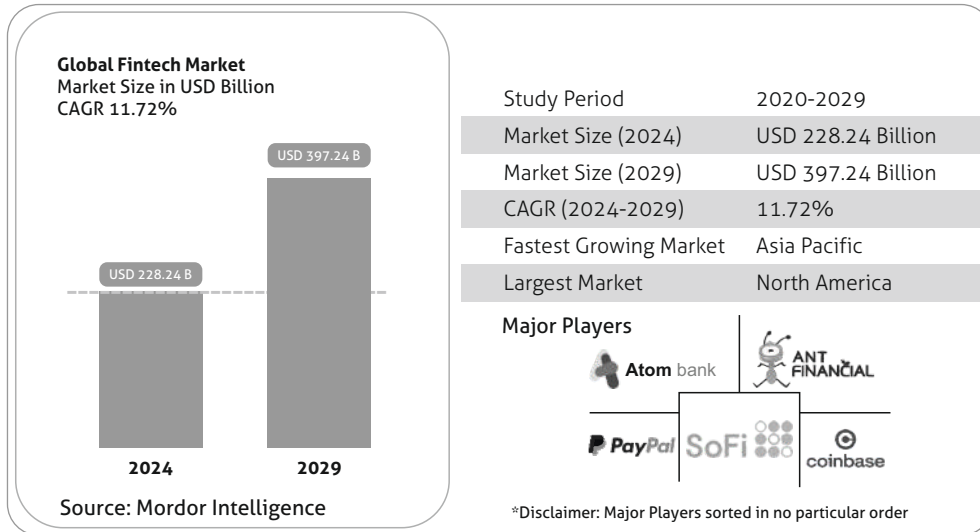 Global Fintech Market
Market Size in USD Billion
CAGR 11.72%
USD 397.24 B
USD 228.24 B
2024 2029
Source: Mordor Intelligence
Study Period 2020-2029
Market Size (2024) USD 228.24 Billion
Market Size (2029) USD 397.24 Billion
CAGR (2024-2029) 11.72%
Fastest Growing Market Asia Pacific
Largest Market North America
Major Players
Atom bank
ANT
FINANCIAL
PayPal SoFi coinbase
*Disclaimer: Major Players sorted in no particular order